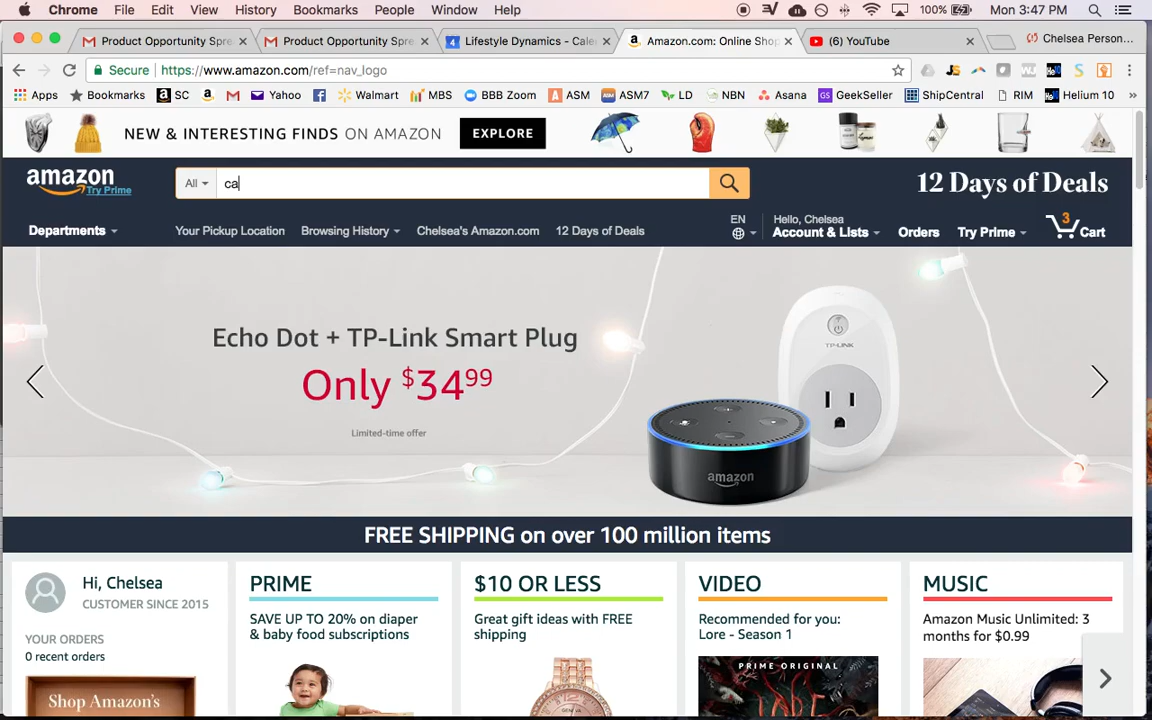 Chrome File Edit View History Bookmarks People Window Help 100% Mon 3:47 PM
Product Opportunity Spre Product Opportunity Spre Lifestyle Dynamics - Cale Amazon.com: Online Shop (6) YouTube Chelsea Person...
Secure https://www.amazon.com/ref=nav_logo
Apps Bookmarks SC Yahoo Walmart MBS BBB Zoom ASM ASM7 LD NBN Asana GeekSeller ShipCentral RIM Helium 10 »
NEW & INTERESTING FINDS ON AMAZON EXPLORE
amazon All ca 12 Days of Deals
Try Prime
Departments Your Pickup Location Browsing History Chelsea's Amazon.com 12 Days of Deals EN Hello, Chelsea Account & Lists Orders Try Prime 3 Cart
Echo Dot + TP-Link Smart Plug
Only $34 99
Limited-time offer
TP-LINK
amazon
FREE SHIPPING on over 100 million items
Hi, Chelsea
CUSTOMER SINCE 2015
YOUR ORDERS
0 recent orders
Shop Amazon's
PRIME
SAVE UP TO 20% on diaper
& baby food subscriptions
$10 OR LESS
Great gift ideas with FREE
shipping
VIDEO
Recommended for you:
Lore - Season 1
PRIME ORIGINAL
MUSIC
Amazon Music Unlimited: 3
months for $0.99